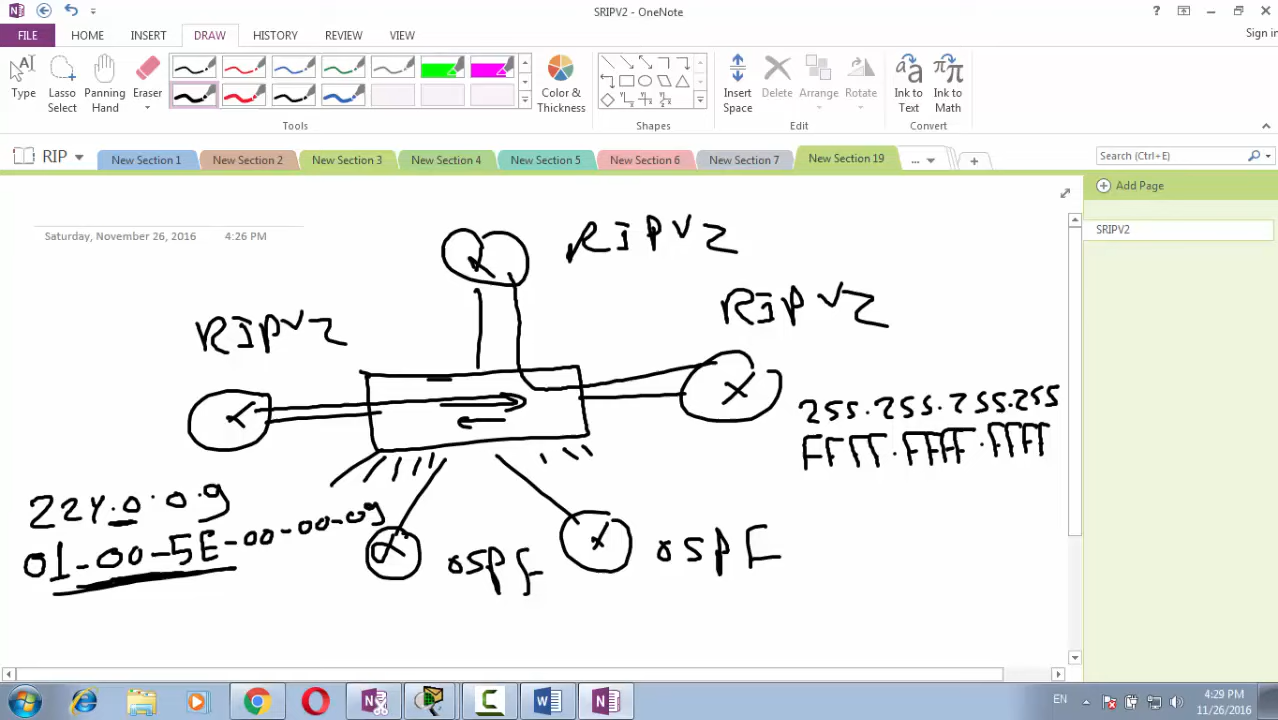 SRIPV2 - OneNote
Sign in
FILE HOME INSERT DRAW HISTORY REVIEW VIEW
Type
Lasso Select
Panning Hand
Eraser
Color & Thickness
Insert Space
Delete
Arrange
Rotate
Ink to Text
Ink to Math
Tools
Shapes
Edit
Convert
RIP
New Section 1
New Section 2
New Section 3
New Section 4
New Section 5
New Section 6
New Section 7
New Section 19
...
Search (Ctrl+E)
Add Page
SRIPV2
Saturday, November 26, 2016 4:26 PM
RIPV2
RIPV2
RIPV2
255.255.255.255
FFFF.FFFF.FFFF
224.0.0.9
01-00-5E-00-00-09
OSPF
OSPF
EN
4:29 PM
11/26/2016